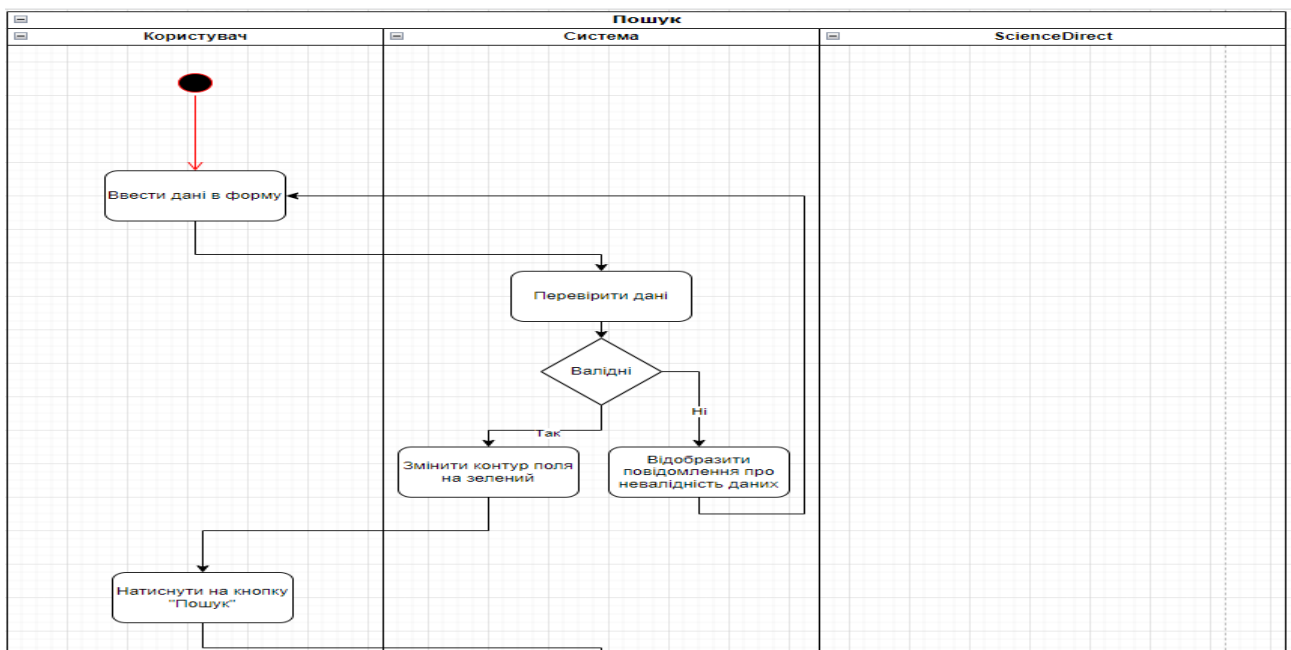 Пошук
Користувач
Система
ScienceDirect
Ввести дані в форму
Перевірити дані
Валідні
Ні
Так
Змінити контур поля
на зелений
Відобразити
повідомлення про
невалідність даних
Натиснути на кнопку
"Пошук"